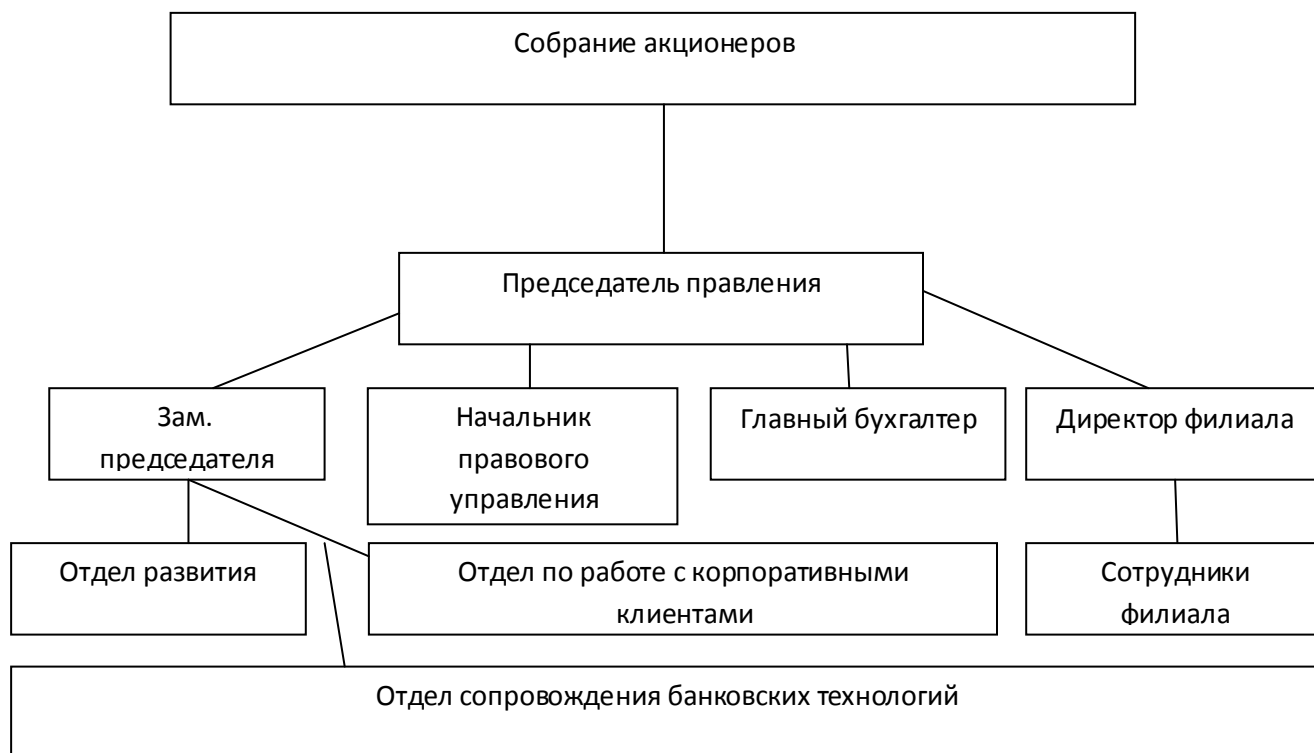 Собрание акционеров
Председатель правления
Зам.
председателя
Начальник
правового
управления
Главный бухгалтер
Директор филиала
Отдел развития
Отдел по работе с корпоративными
клиентами
Сотрудники
филиала
Отдел сопровождения банковских технологий